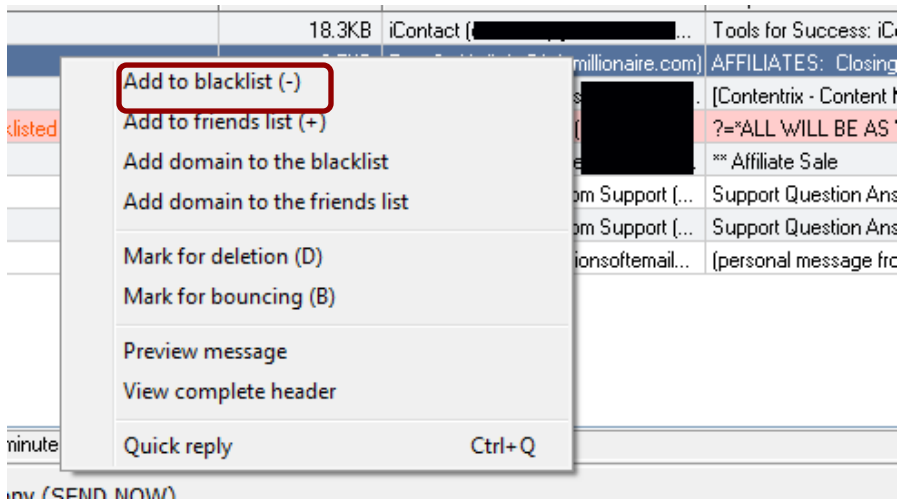 18.3KB iContact ( ... Tools for Success: iC
millionaire.com) AFFILIATES: Closing
Add to blacklist (-)
s . [Contentrix - Content
klisted Add to friends list (+) ( ?="ALL WILL BE AS
Add domain to the blacklist ** Affiliate Sale
Add domain to the friends list om Support (... Support Question Ans
om Support (... Support Question Ans
Mark for deletion (D) ionsoftemail... (personal message fro
Mark for bouncing (B)
Preview message
View complete header
minute Quick reply Ctrl+Q
(SEND NOW)